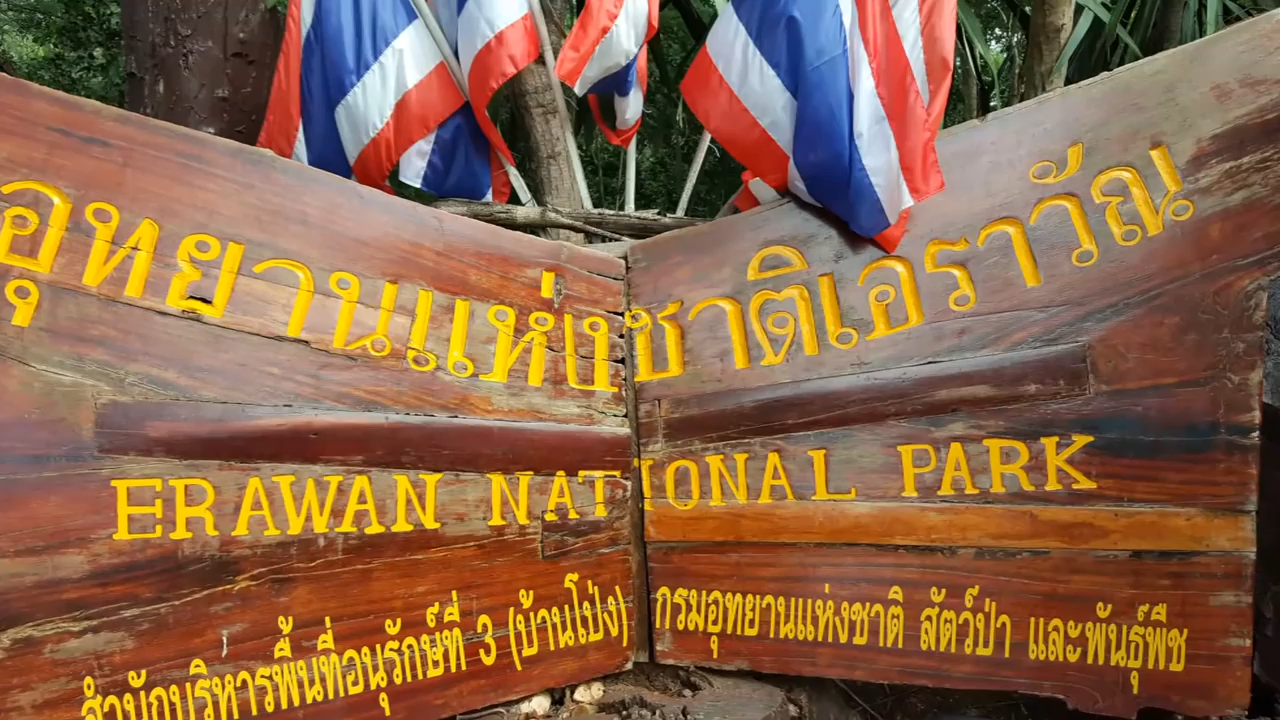 อุทยานแห่งชาติเอราวัณ
ERAWAN NATIONAL PARK
สำนักบริหารพื้นที่อนุรักษ์ที่ 3 (บ้านโป่ง) กรมอุทยานแห่งชาติ สัตว์ป่า และพันธุ์พืช